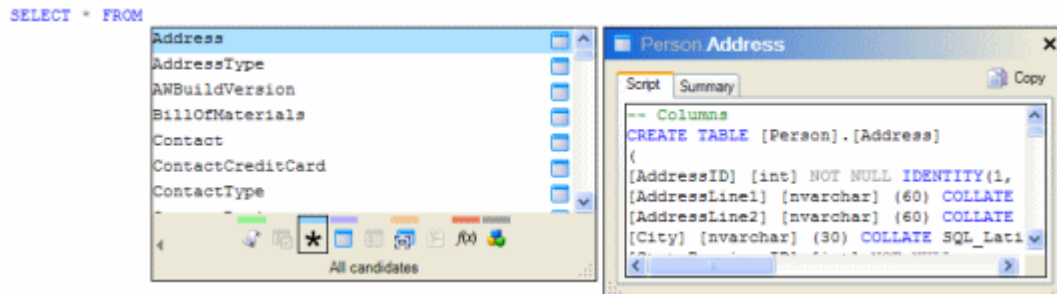 SELECT * FROM
Address
AddressType
AWBuildVersion
BillOfMaterials
Contact
ContactCreditCard
ContactType
*
f(x)
All candidates
Person.Address
Script
Summary
Copy
-- Columns
CREATE TABLE [Person].[Address]
(
[AddressID] [int] NOT NULL IDENTITY(1,
[AddressLine1] [nvarchar] (60) COLLATE
[AddressLine2] [nvarchar] (60) COLLATE
[City] [nvarchar] (30) COLLATE SQL_Lati